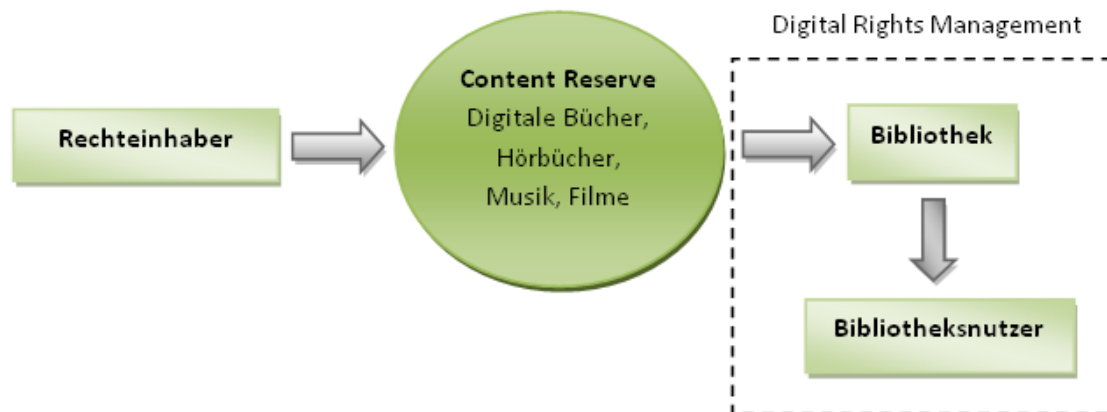 Digital Rights Management
Rechteinhaber
Content Reserve
Digitale Bücher,
Hörbücher,
Musik, Filme
Bibliothek
Bibliotheksnutzer